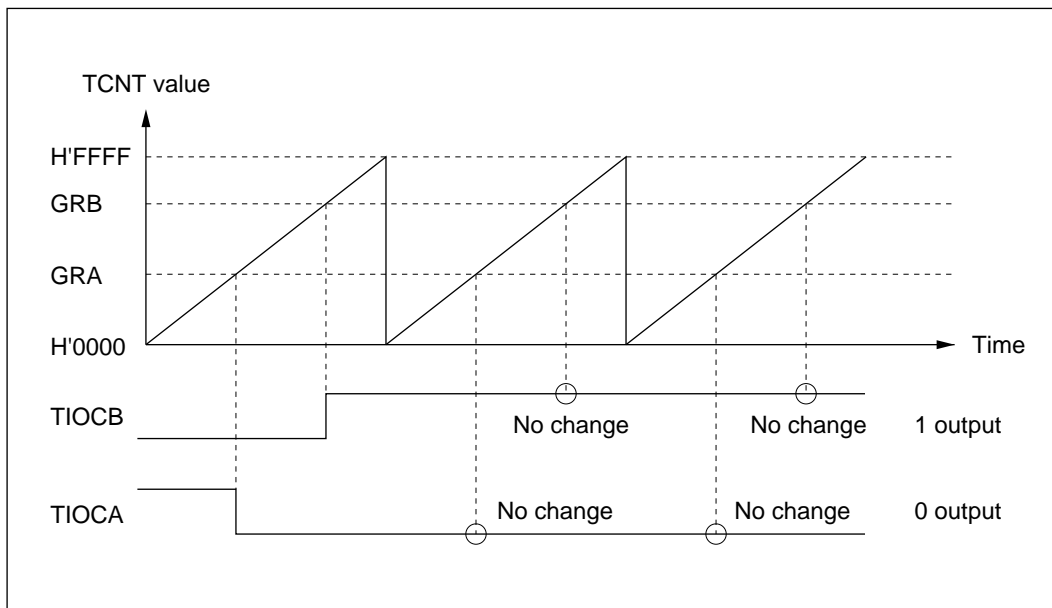 TCNT value
H'FFFF
GRB
GRA
H'0000
Time
TIOCB
No change
No change
1 output
TIOCA
No change
No change
0 output